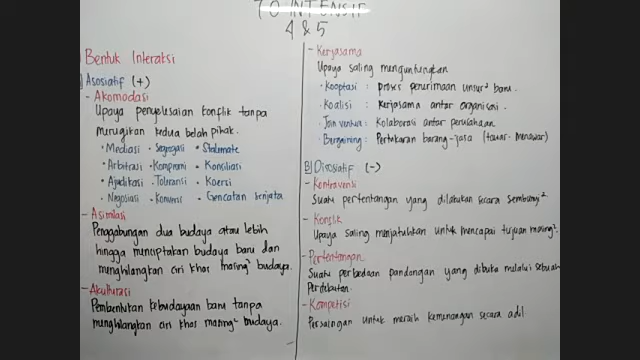 TO INTENSIF
4 & 5
Bentuk Interaksi
Asosiatif (+)
- Akomodasi
Upaya penyelesaian konflik tanpa
merugikan kedua belah pihak.
• Mediasi • Segregasi • Stalemate
• Arbitrasi • Kompromi • Konsiliasi
• Ajudikasi • Toleransi • Koersi
• Negosiasi • Konversi • Gencatan senjata
- Asimilasi
Penggabungan dua budaya atau lebih
hingga menciptakan budaya baru dan
menghilangkan ciri khas masing² budaya.
- Akulturasi
Pembentukan kebudayaan baru tanpa
menghilangkan ciri khas masing² budaya.
- Kerjasama
Upaya saling menguntungkan
• Kooptasi : proses penerimaan unsur² baru.
• Koalisi : Kerjasama antar organisasi.
• Join venture : Kolaborasi antar perusahaan
• Bergaining : Pertukaran barang-jasa (tawar-menawar)
B) Disosiatif (-)
- Kontravensi
Suatu pertentangan yang dilakukan secara sembunyi²
- Konflik
Upaya saling menjatuhkan untuk mencapai tujuan masing².
- Pertentangan
Suatu perbedaan pandangan yang dibuka melalui sebuah
perdebatan.
- Kompetisi
Persaingan untuk meraih kemenangan secara adil